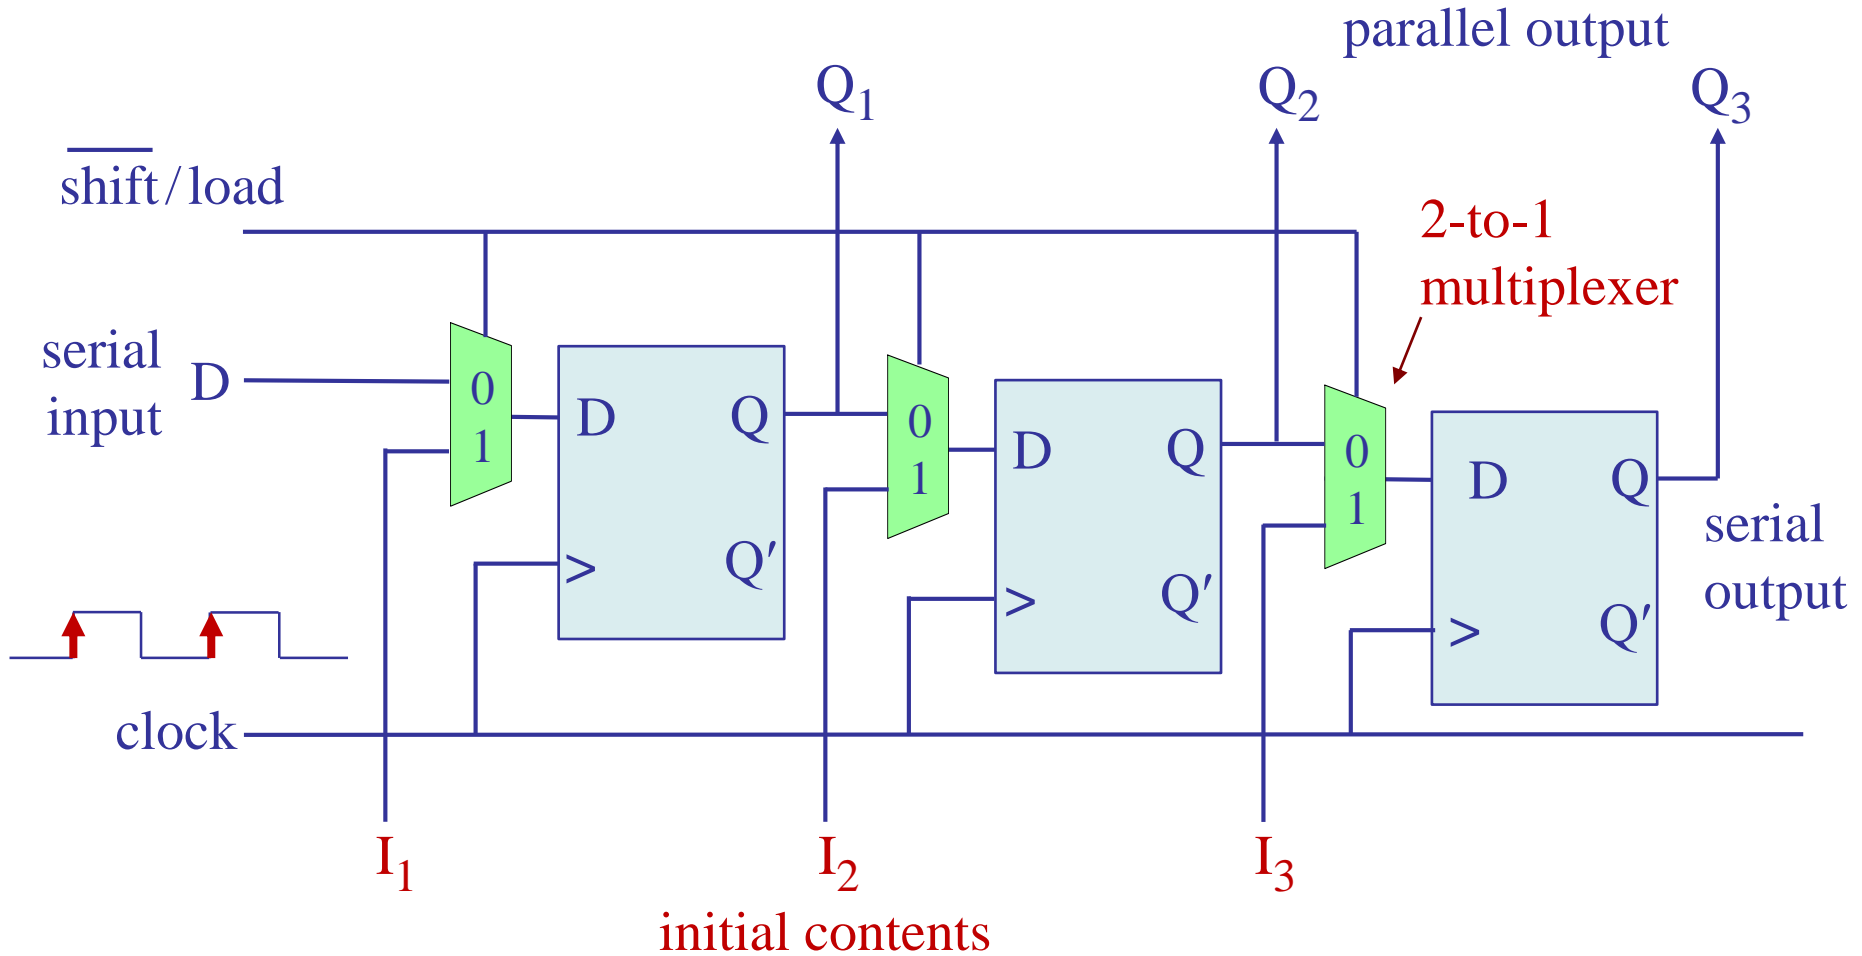 parallel output
Q₁
Q₂
Q₃
s̅h̅i̅f̅t̅/load
2-to-1
multiplexer
serial
input
D
0
1
D
Q
Q′
>
0
1
D
Q
Q′
>
0
1
D
Q
Q′
>
serial
output
clock
I₁
I₂
I₃
initial contents